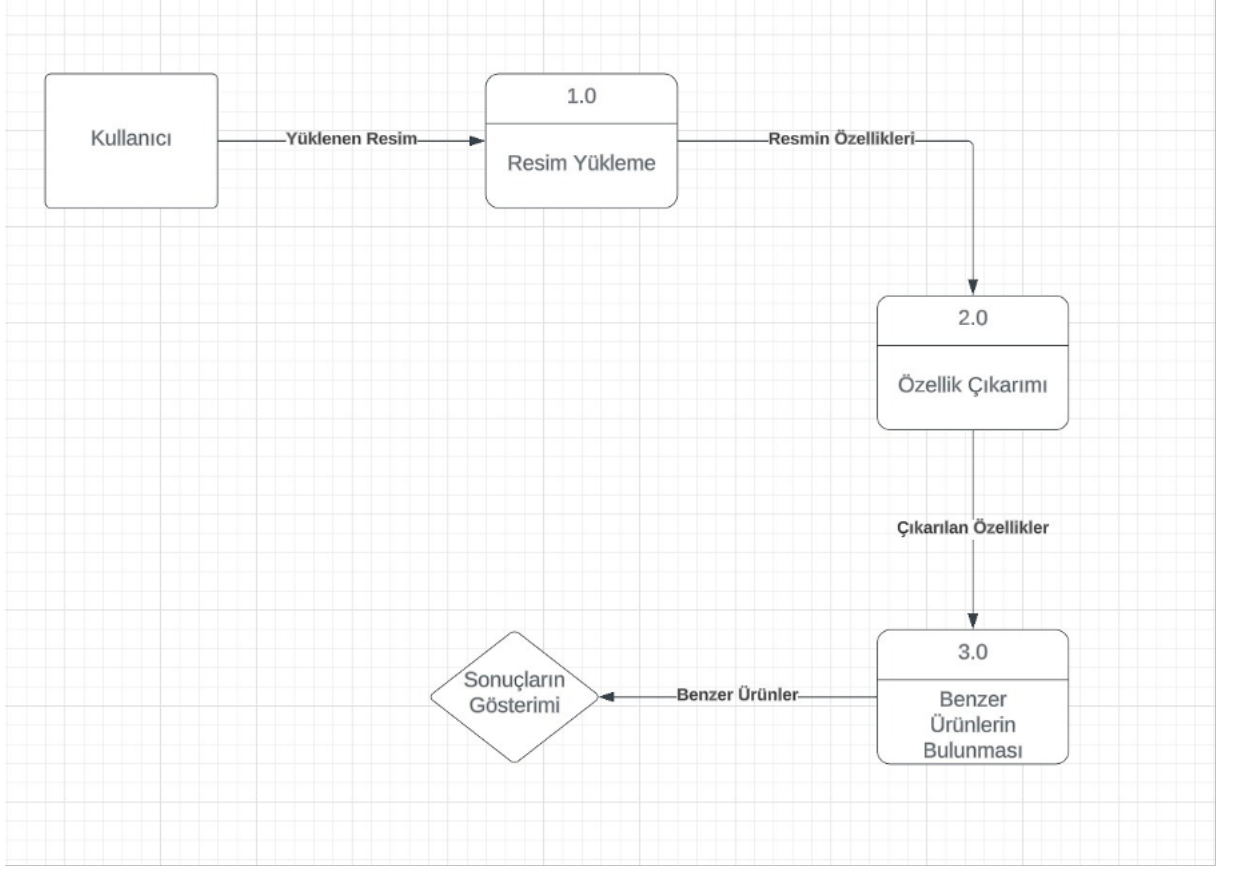 Kullanıcı
Yüklenen Resim
1.0
Resim Yükleme
Resmin Özellikleri
2.0
Özellik Çıkarımı
Çıkarılan Özellikler
3.0
Benzer
Ürünlerin
Bulunması
Benzer Ürünler
Sonuçların
Gösterimi